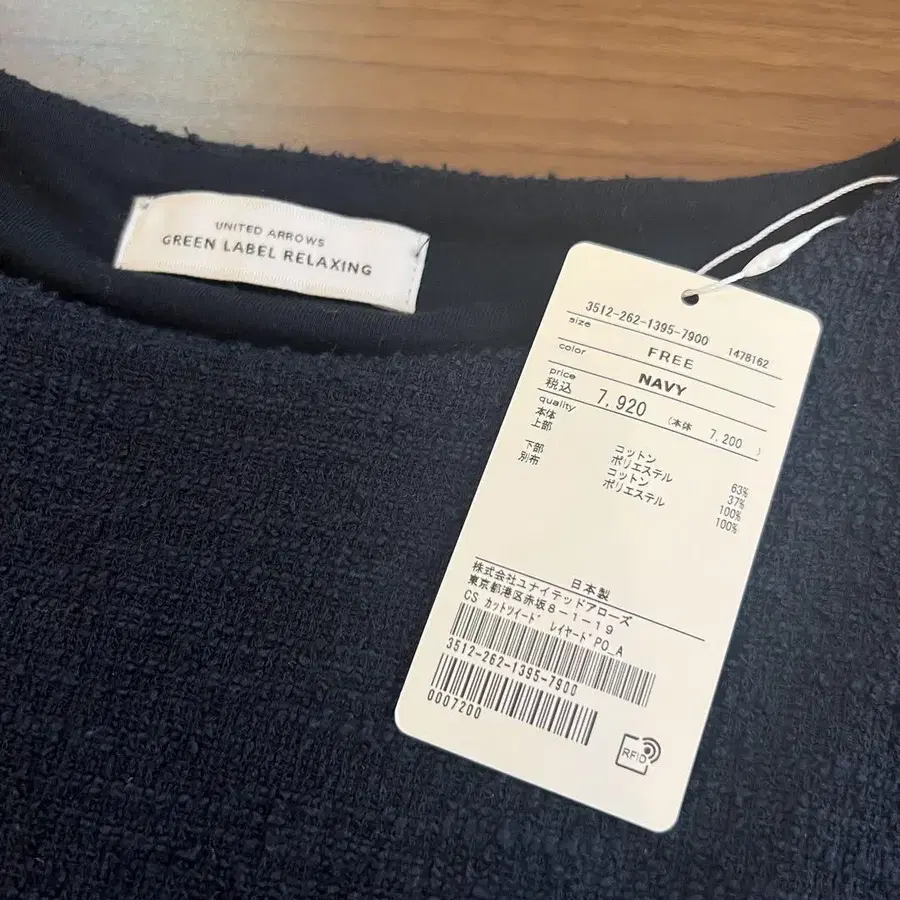 UNITED ARROWS
GREEN LABEL RELAXING
3512-262-1395-7900
size 1478162
FREE
color
NAVY
price
税込 7,920 (本体 7,200 )
quality
本体
上部 コットン 63%
ポリエステル 37%
下部 コットン 100%
別布 ポリエステル 100%
日本製
株式会社ユナイテッドアローズ
東京都港区赤坂8-1-19
CS カットツイード レイヤードPO_A
3512-262-1395-7900
0007200
RFID